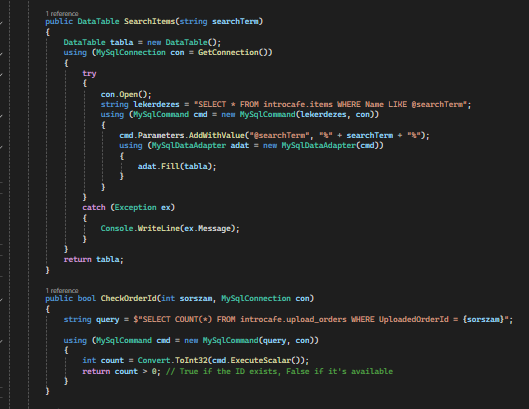 1 reference
public DataTable SearchItems(string searchTerm)
{
DataTable tabla = new DataTable();
using (MySqlConnection con = GetConnection())
{
try
{
con.Open();
string lekerdezes = "SELECT * FROM introcafe.items WHERE Name LIKE @searchTerm";
using (MySqlCommand cmd = new MySqlCommand(lekerdezes, con))
{
cmd.Parameters.AddWithValue("@searchTerm", "%" + searchTerm + "%");
using (MySqlDataAdapter adat = new MySqlDataAdapter(cmd))
{
adat.Fill(tabla);
}
}
}
catch (Exception ex)
{
Console.WriteLine(ex.Message);
}
}
return tabla;
}
1 reference
public bool CheckOrderId(int sorszam, MySqlConnection con)
{
string query = $"SELECT COUNT(*) FROM introcafe.upload_orders WHERE UploadedOrderId = {sorszam}";
using (MySqlCommand cmd = new MySqlCommand(query, con))
{
int count = Convert.ToInt32(cmd.ExecuteScalar());
return count > 0; // True if the ID exists, False if it's available
}
}